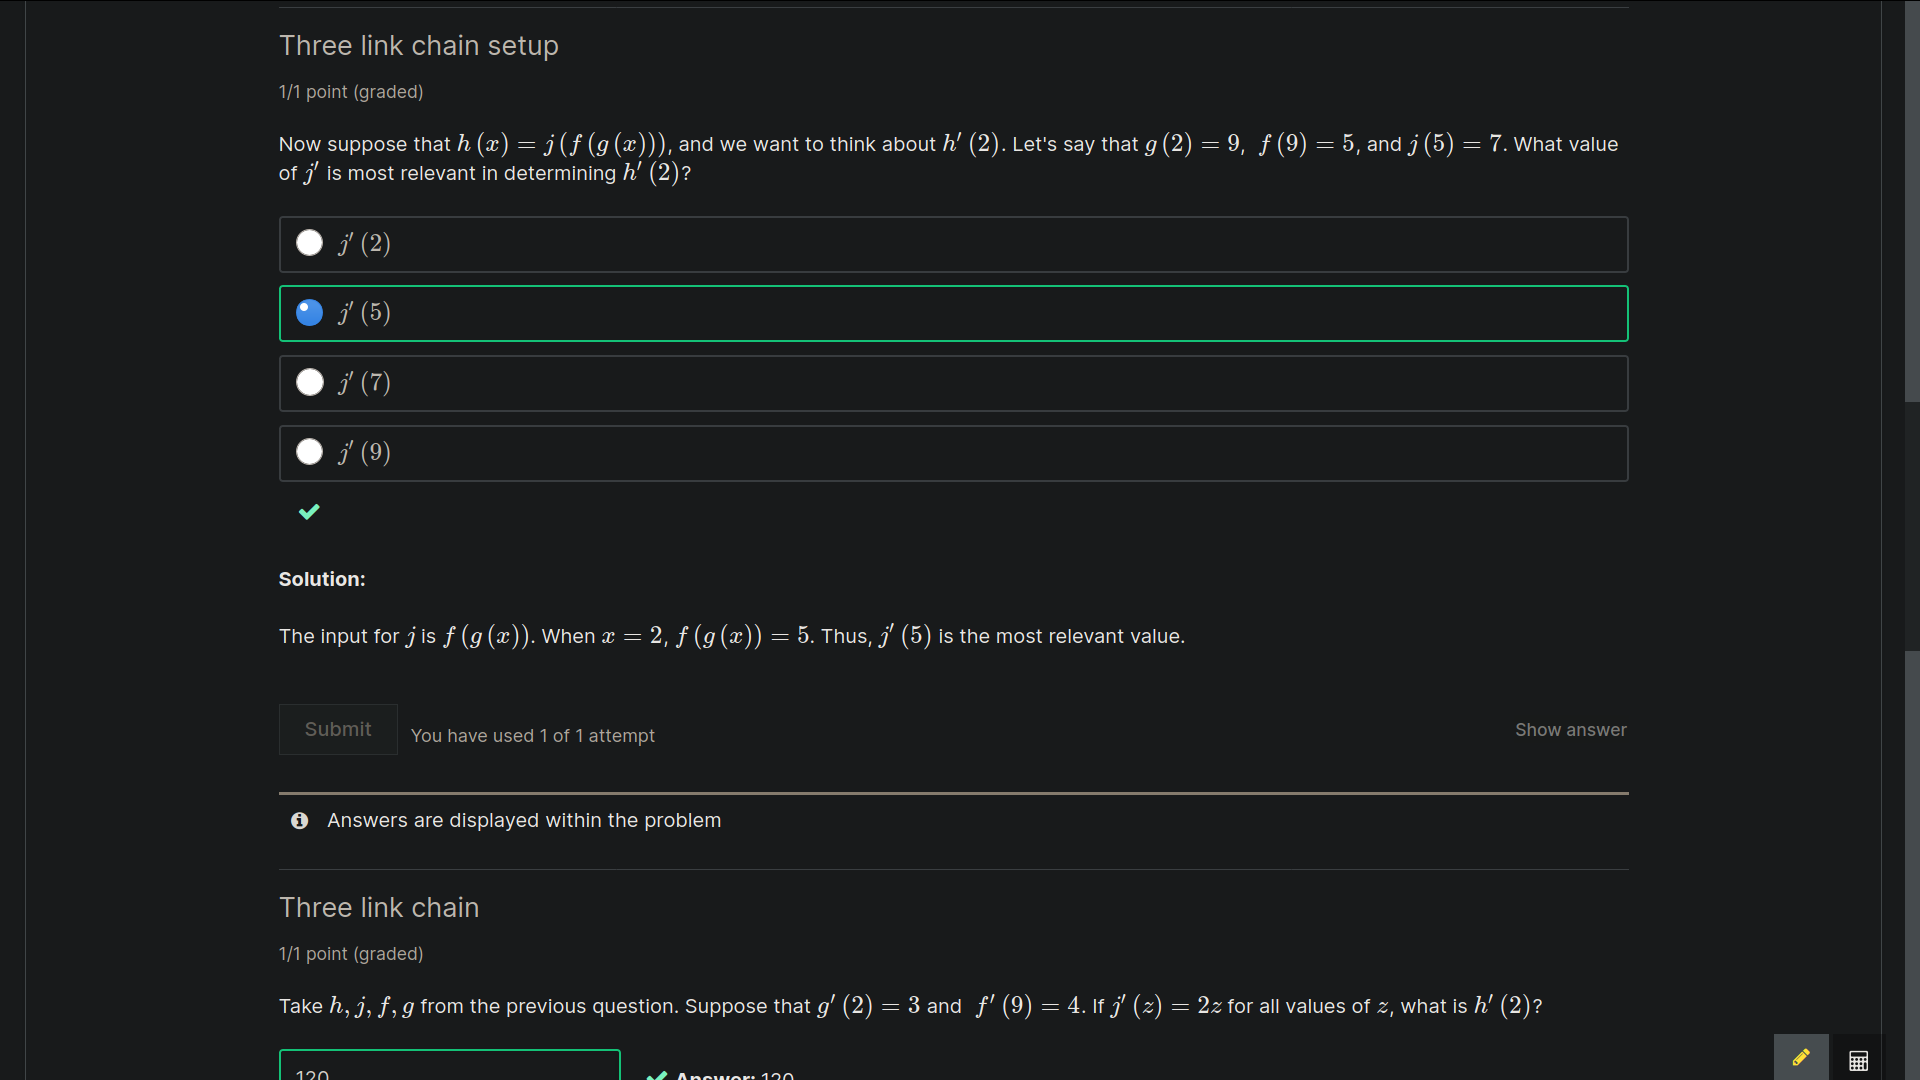 Three link chain setup
1/1 point (graded)
Now suppose that h (x) = j (f (g (x))), and we want to think about h′ (2). Let's say that g (2) = 9, f (9) = 5, and j (5) = 7. What value
of j′ is most relevant in determining h′ (2)?
j′ (2)
j′ (5)
j′ (7)
j′ (9)
Solution:
The input for j is f (g (x)). When x = 2, f (g (x)) = 5. Thus, j′ (5) is the most relevant value.
Submit
You have used 1 of 1 attempt
Show answer
Answers are displayed within the problem
Three link chain
1/1 point (graded)
Take h, j, f, g from the previous question. Suppose that g′ (2) = 3 and f′ (9) = 4. If j′ (z) = 2z for all values of z, what is h′ (2)?
120
Answer: 120